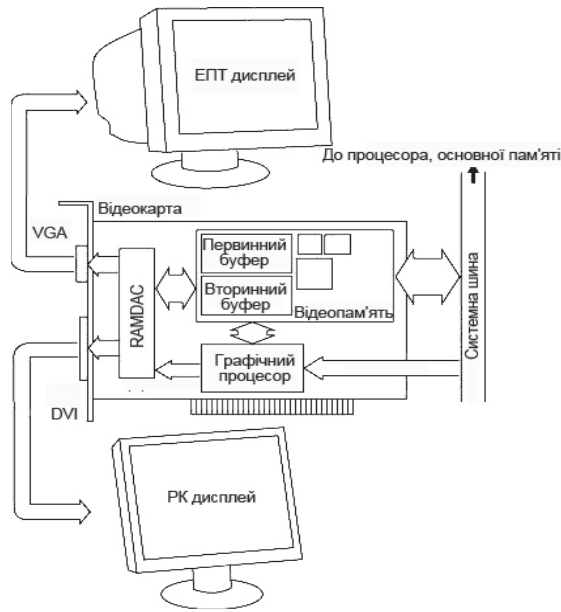 ЕПТ дисплей
До процесора, основної пам'яті
Відеокарта
VGA
Первинний
буфер
Вторинний
буфер
Відеопам'ять
RAMDAC
Системна шина
Графічний
процесор
DVI
РК дисплей